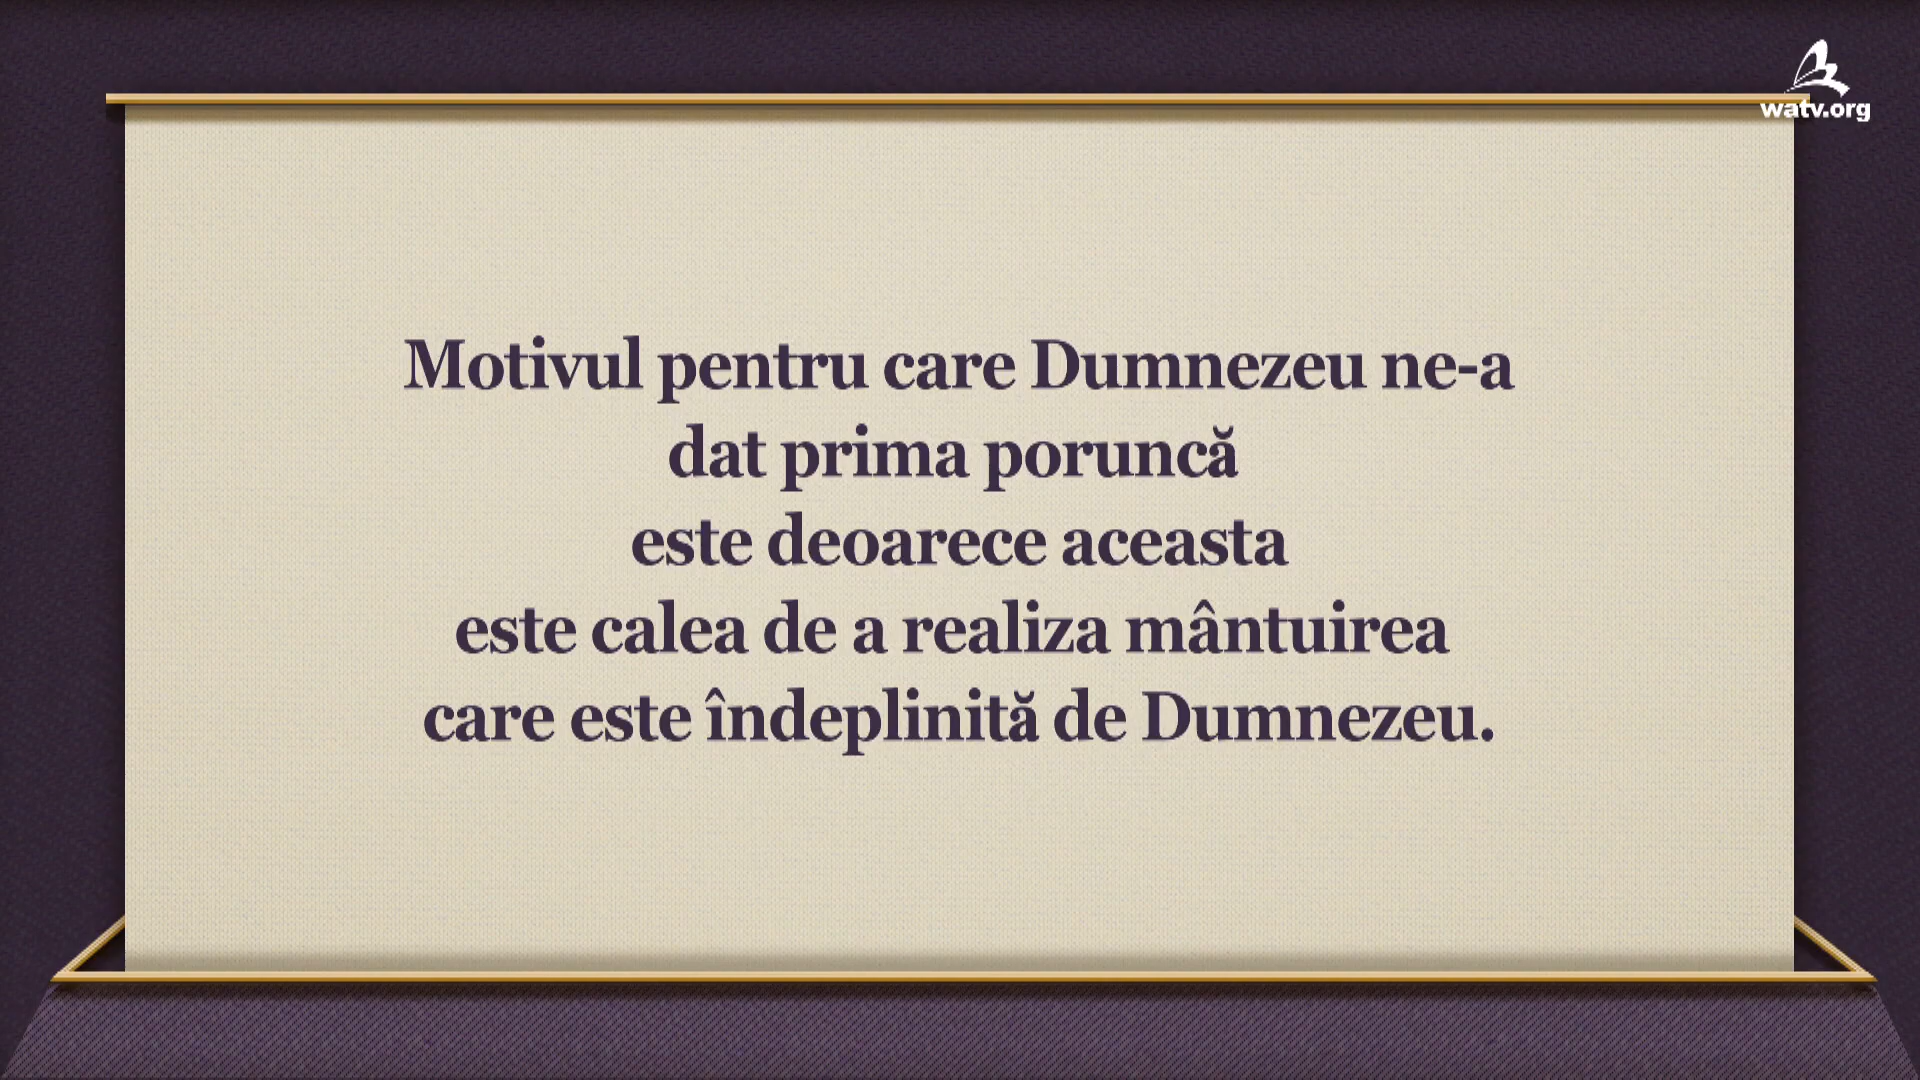 watv.org
Motivul pentru care Dumnezeu ne-a
dat prima poruncă
este deoarece aceasta
este calea de a realiza mântuirea
care este îndeplinită de Dumnezeu.